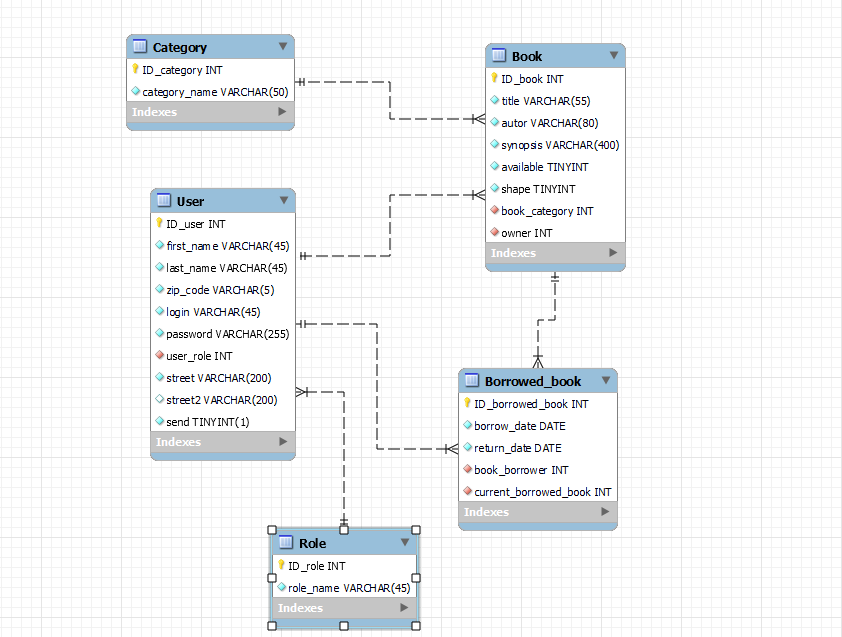 Category
ID_category INT
category_name VARCHAR(50)
Indexes
Book
ID_book INT
title VARCHAR(55)
autor VARCHAR(80)
synopsis VARCHAR(400)
available TINYINT
shape TINYINT
book_category INT
owner INT
Indexes
User
ID_user INT
first_name VARCHAR(45)
last_name VARCHAR(45)
zip_code VARCHAR(5)
login VARCHAR(45)
password VARCHAR(255)
user_role INT
street VARCHAR(200)
street2 VARCHAR(200)
send TINYINT(1)
Indexes
Borrowed_book
ID_borrowed_book INT
borrow_date DATE
return_date DATE
book_borrower INT
current_borrowed_book INT
Indexes
Role
ID_role INT
role_name VARCHAR(45)
Indexes